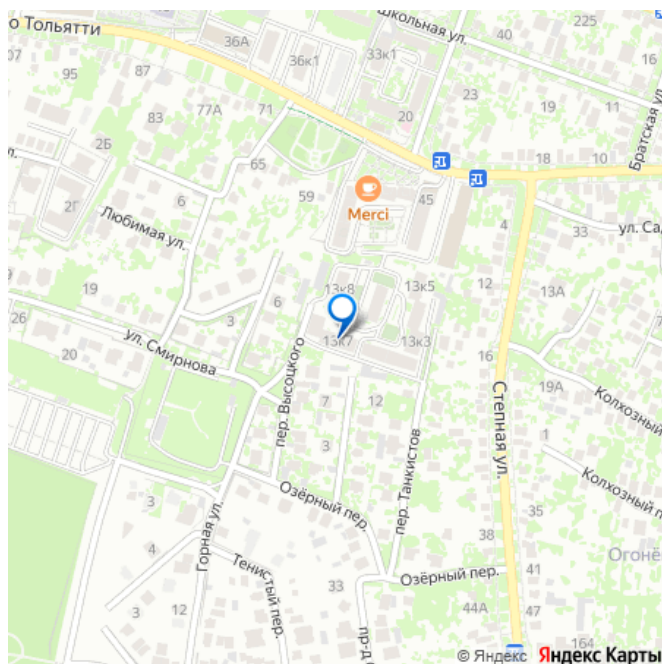 о Тольятти
Школьная ул.
40
36А
33к1
36к1
107
95
87
16
Братская ул.
23
19
11
77А
71
83
20
2Б
18
10
65
ул.
6
59
Merci
45
2Г
4
Любимая ул.
33
ул. Сад
6
13к8
13к5
12
19
13А
3
26
ул. Смирнова
13к7
13к3
16
20
пер. Высоцкого
7
12
19А
Степная ул.
Колхозный
1
3
пер. Танкистов
Колхозный п
3
Озёрный пер.
35
Горная ул.
38
4
Огонё
33
Озёрный пер.
41
Тенистый пер.
3
12
44А
47
пр-д
164
© Яндекс Яндекс Карты